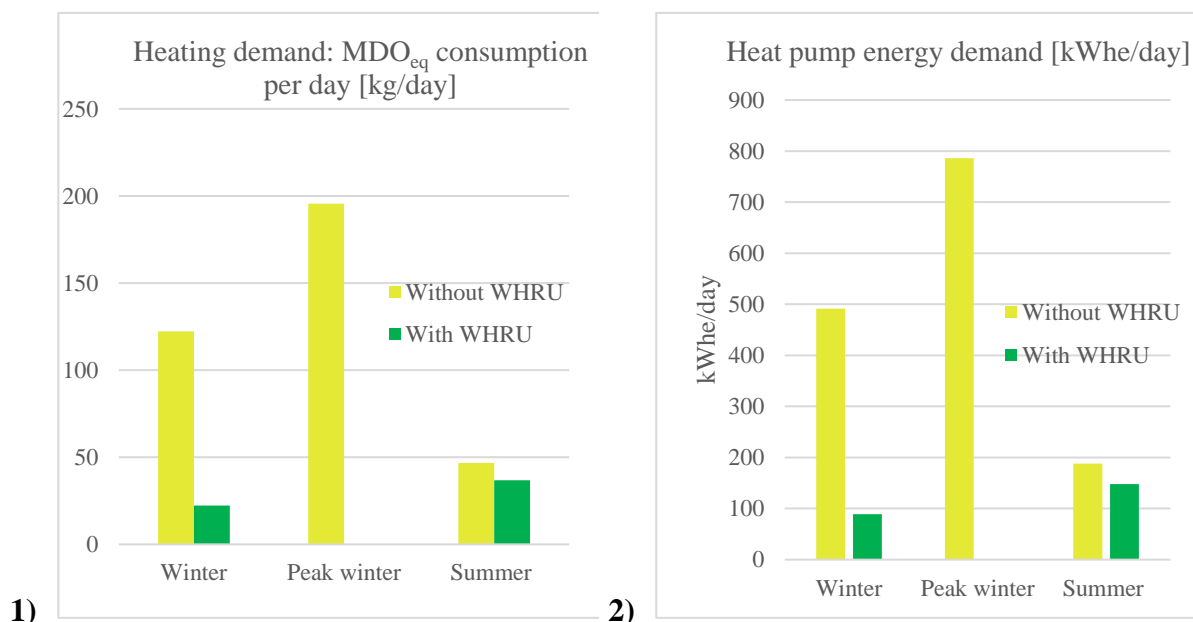 Heating demand: MDOeq consumption
per day [kg/day]
250
200
150
100
50
0
Without WHRU
With WHRU
Winter Peak winter Summer
1)
Heat pump energy demand [kWhe/day]
900
800
700
600
500
400
300
200
100
0
kWhe/day
Without WHRU
With WHRU
Winter Peak winter Summer
2)